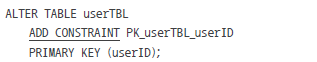 ALTER TABLE userTBL
ADD CONSTRAINT PK_userTBL_userID
PRIMARY KEY (userID);